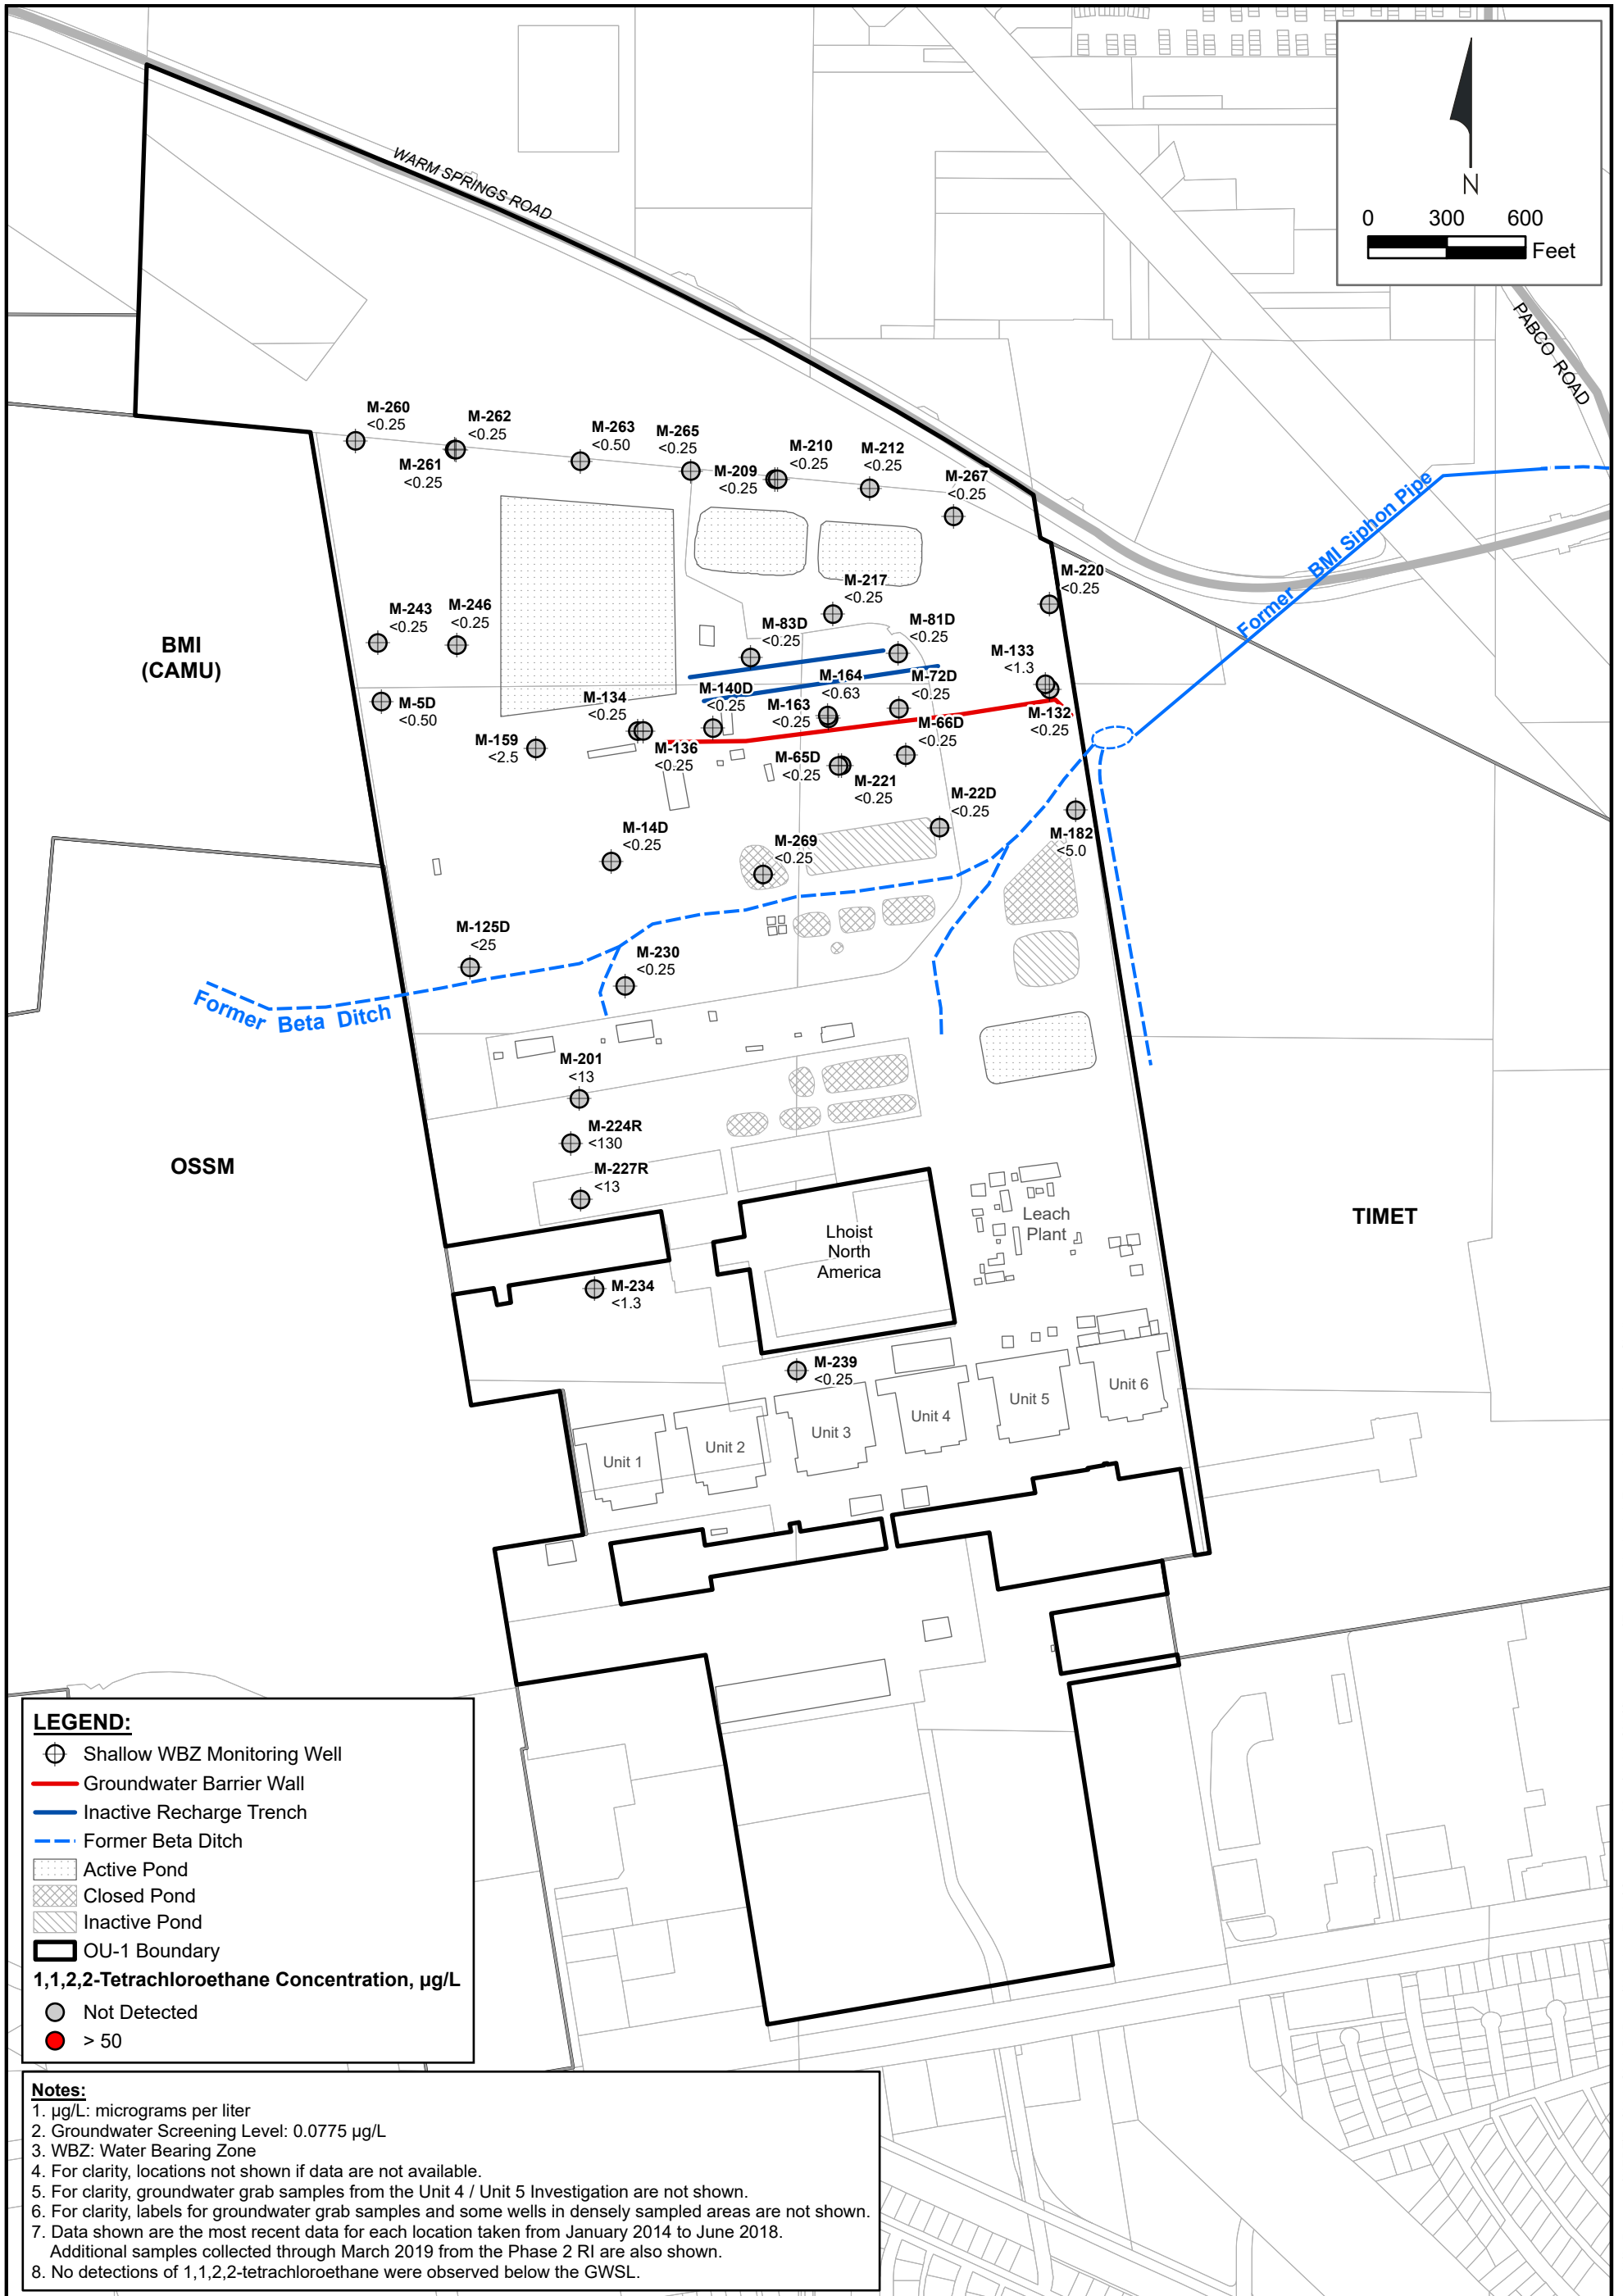 WARM SPRINGS ROAD
N
0 300 600
Feet
PABCO ROAD
M-260
<0.25
M-262
<0.25
M-261
<0.25
M-263
<0.50
M-265
<0.25
M-209
<0.25
M-210
<0.25
M-212
<0.25
M-267
<0.25
Former BMI Siphon Pipe
M-220
<0.25
M-217
<0.25
M-243
<0.25
M-246
<0.25
M-83D
<0.25
M-81D
<0.25
BMI
(CAMU)
M-133
<1.3
M-5D
<0.50
M-134
<0.25
M-140D
<0.25
M-164
<0.63
M-72D
<0.25
M-163
<0.25
M-132
<0.25
M-159
<2.5
M-136
<0.25
M-66D
<0.25
M-65D
<0.25
M-221
<0.25
M-22D
<0.25
M-182
<5.0
M-14D
<0.25
M-269
<0.25
M-125D
<25
M-230
<0.25
Former Beta Ditch
M-201
<13
M-224R
<130
OSSM
M-227R
<13
TIMET
Leach
Plant
Lhoist
North
America
M-234
<1.3
M-239
<0.25
Unit 1
Unit 2
Unit 3
Unit 4
Unit 5
Unit 6
LEGEND:
Shallow WBZ Monitoring Well
Groundwater Barrier Wall
Inactive Recharge Trench
Former Beta Ditch
Active Pond
Closed Pond
Inactive Pond
OU-1 Boundary
1,1,2,2-Tetrachloroethane Concentration, µg/L
Not Detected
> 50
Notes:
1. µg/L: micrograms per liter
2. Groundwater Screening Level: 0.0775 µg/L
3. WBZ: Water Bearing Zone
4. For clarity, locations not shown if data are not available.
5. For clarity, groundwater grab samples from the Unit 4 / Unit 5 Investigation are not shown.
6. For clarity, labels for groundwater grab samples and some wells in densely sampled areas are not shown.
7. Data shown are the most recent data for each location taken from January 2014 to June 2018.
Additional samples collected through March 2019 from the Phase 2 RI are also shown.
8. No detections of 1,1,2,2-tetrachloroethane were observed below the GWSL.